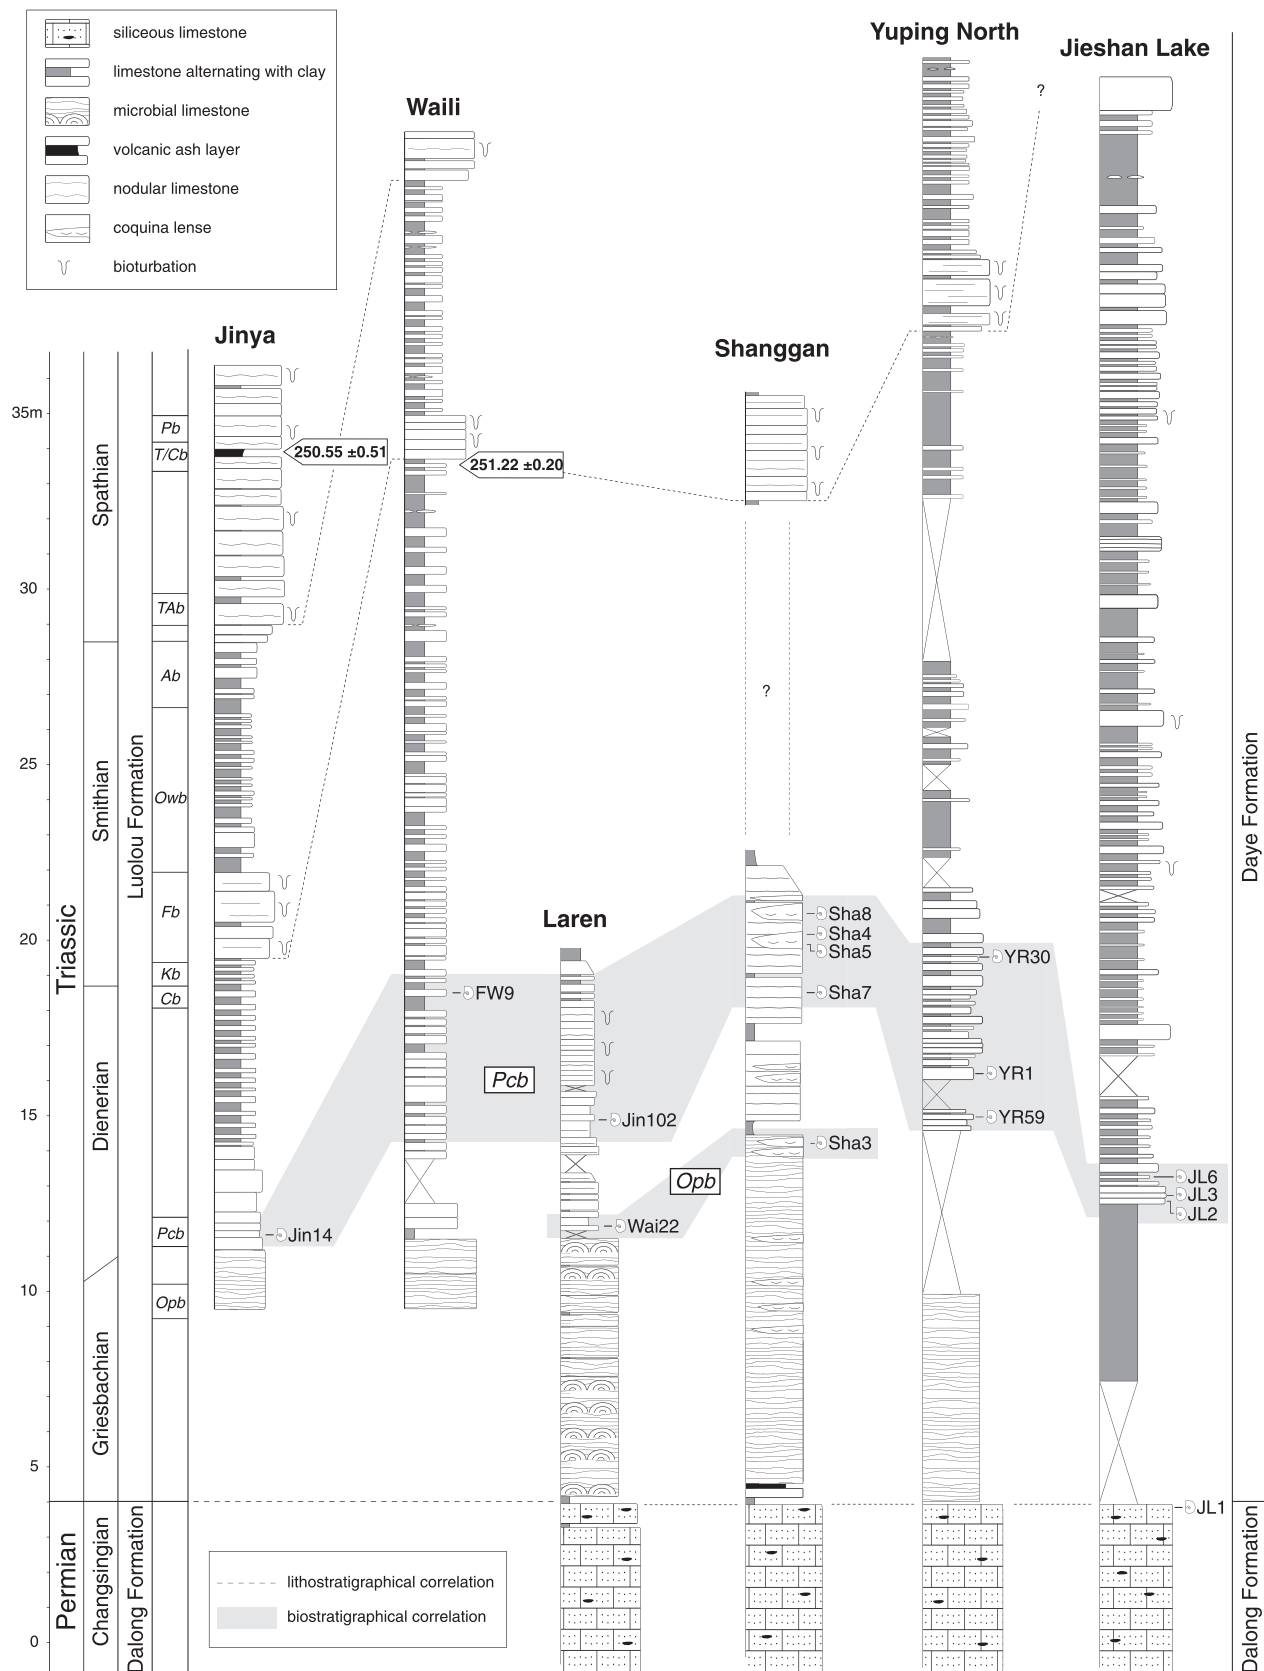 siliceous limestone
limestone alternating with clay
microbial limestone
volcanic ash layer
nodular limestone
coquina lense
bioturbation
Yuping North
Jieshan Lake
Waili
?
Jinya
Shanggan
35m
Pb
T/Cb
250.55 ±0.51
251.22 ±0.20
Spathian
30
TAb
Ab
?
25
Owb
Smithian
Luolou Formation
Daye Formation
Fb
Laren
Sha8
Sha4
Sha5
20
Triassic
YR30
Kb
Cb
FW9
Sha7
Pcb
YR1
15
Dienerian
Jin102
YR59
Sha3
Opb
JL6
JL3
JL2
Pcb
Jin14
Wai22
10
Opb
Griesbachian
5
JL1
Permian
Changsingian
Dalong Formation
lithostratigraphical correlation
biostratigraphical correlation
Dalong Formation
0